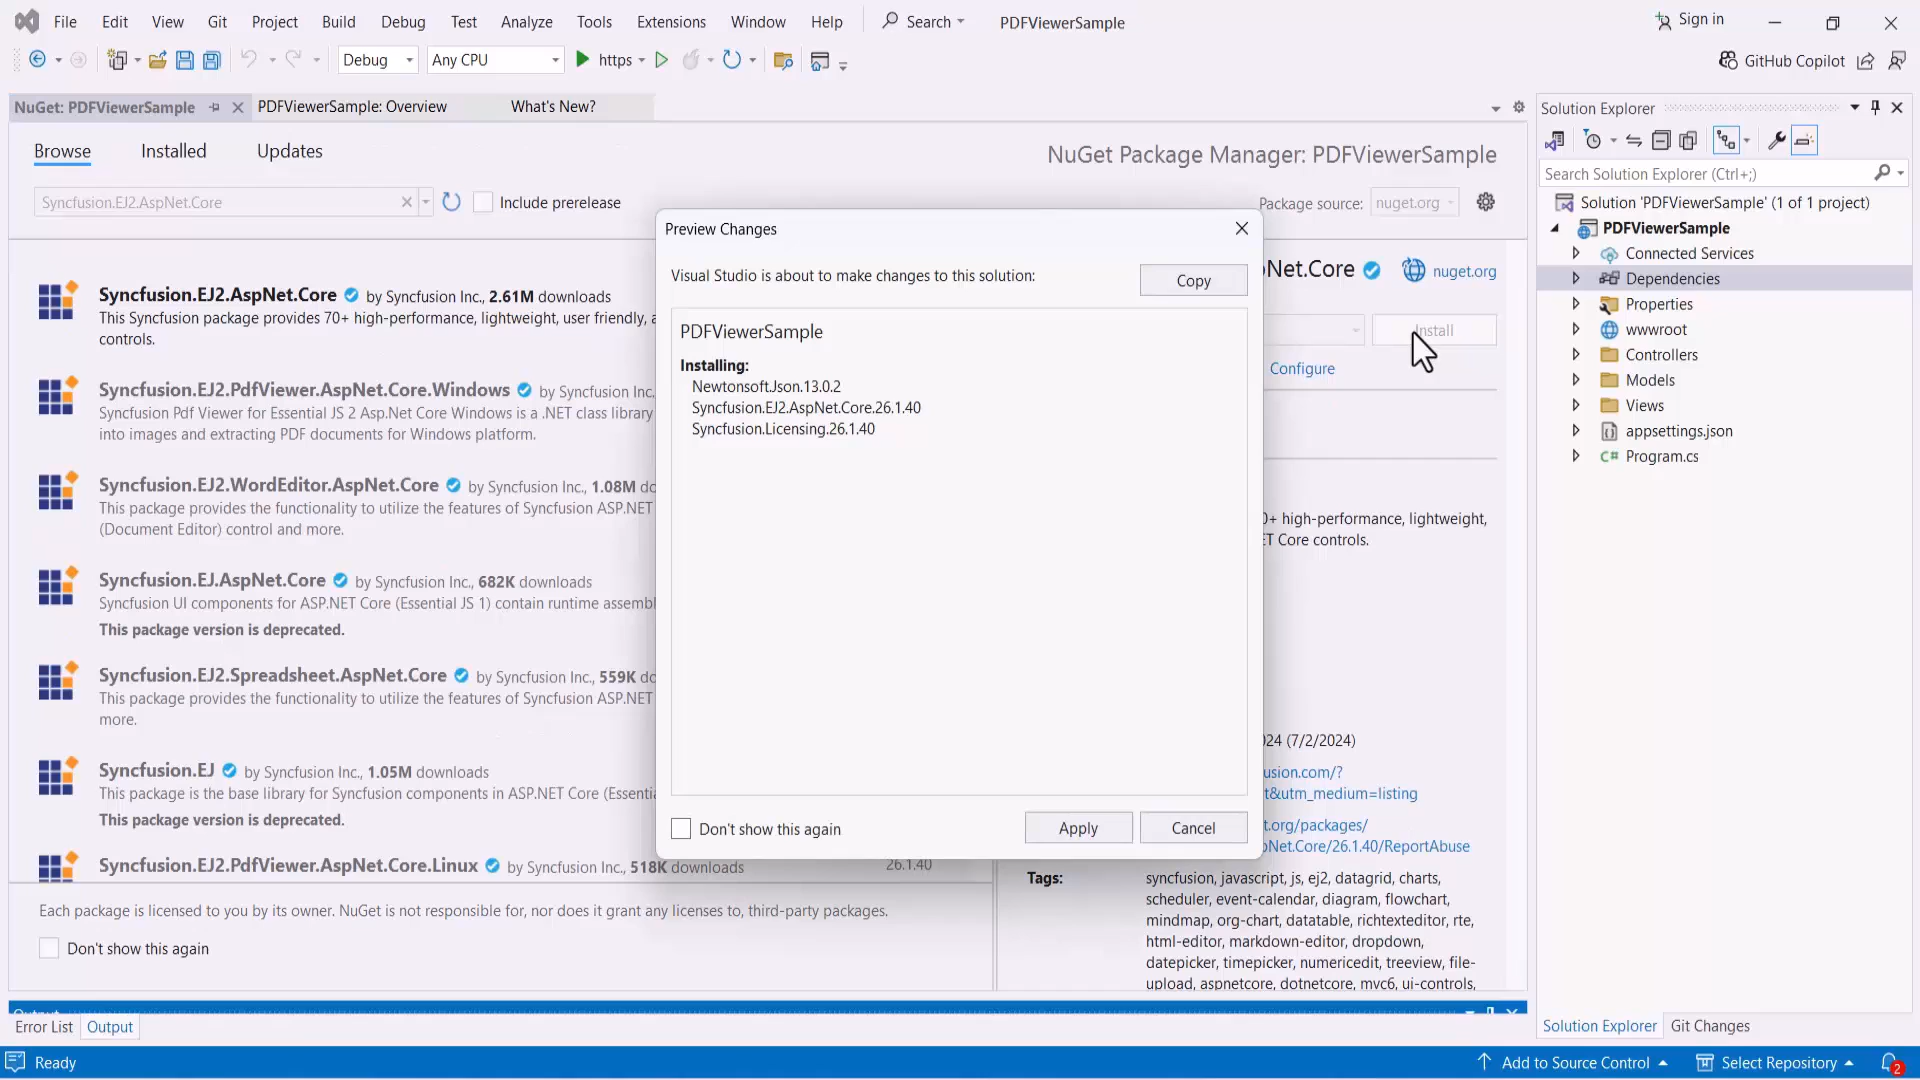 File Edit View Git Project Build Debug Test Analyze Tools Extensions Window Help Search PDFViewerSample Sign in
Debug Any CPU https GitHub Copilot
NuGet: PDFViewerSample PDFViewerSample: Overview What's New?
Browse Installed Updates
NuGet Package Manager: PDFViewerSample
Syncfusion.EJ2.AspNet.Core Include prerelease
Package source: nuget.org
Syncfusion.EJ2.AspNet.Core by Syncfusion Inc., 2.61M downloads
This Syncfusion package provides 70+ high-performance, lightweight, user friendly, a
controls.
Syncfusion.EJ2.PdfViewer.AspNet.Core.Windows by Syncfusion Inc.
Syncfusion Pdf Viewer for Essential JS 2 Asp.Net Core Windows is a .NET class library
into images and extracting PDF documents for Windows platform.
Syncfusion.EJ2.WordEditor.AspNet.Core by Syncfusion Inc., 1.08M do
This package provides the functionality to utilize the features of Syncfusion ASP.NET
(Document Editor) control and more.
Syncfusion.EJ.AspNet.Core by Syncfusion Inc., 682K downloads
Syncfusion UI components for ASP.NET Core (Essential JS 1) contain runtime assembl
This package version is deprecated.
Syncfusion.EJ2.Spreadsheet.AspNet.Core by Syncfusion Inc., 559K do
This package provides the functionality to utilize the features of Syncfusion ASP.NET
more.
Syncfusion.EJ by Syncfusion Inc., 1.05M downloads
This package is the base library for Syncfusion components in ASP.NET Core (Essentia
This package version is deprecated.
Syncfusion.EJ2.PdfViewer.AspNet.Core.Linux by Syncfusion Inc., 518K downloads 26.1.40
Each package is licensed to you by its owner. NuGet is not responsible for, nor does it grant any licenses to, third-party packages.
Don't show this again
Preview Changes
Visual Studio is about to make changes to this solution:
Copy
PDFViewerSample
Installing:
Newtonsoft.Json.13.0.2
Syncfusion.EJ2.AspNet.Core.26.1.40
Syncfusion.Licensing.26.1.40
Don't show this again
Apply Cancel
Net.Core nuget.org
Install
Configure
+ high-performance, lightweight,
ET Core controls.
24 (7/2/2024)
usion.com/?
t&utm_medium=listing
t.org/packages/
pNet.Core/26.1.40/ReportAbuse
Tags: syncfusion, javascript, js, ej2, datagrid, charts,
scheduler, event-calendar, diagram, flowchart,
mindmap, org-chart, datatable, richtexteditor, rte,
html-editor, markdown-editor, dropdown,
datepicker, timepicker, numericedit, treeview, file-
upload, aspnetcore, dotnetcore, mvc6, ui-controls,
Solution Explorer
Search Solution Explorer (Ctrl+;)
Solution 'PDFViewerSample' (1 of 1 project)
PDFViewerSample
Connected Services
Dependencies
Properties
wwwroot
Controllers
Models
Views
appsettings.json
C# Program.cs
Solution Explorer Git Changes
Output
Error List Output
Ready
Add to Source Control Select Repository 2